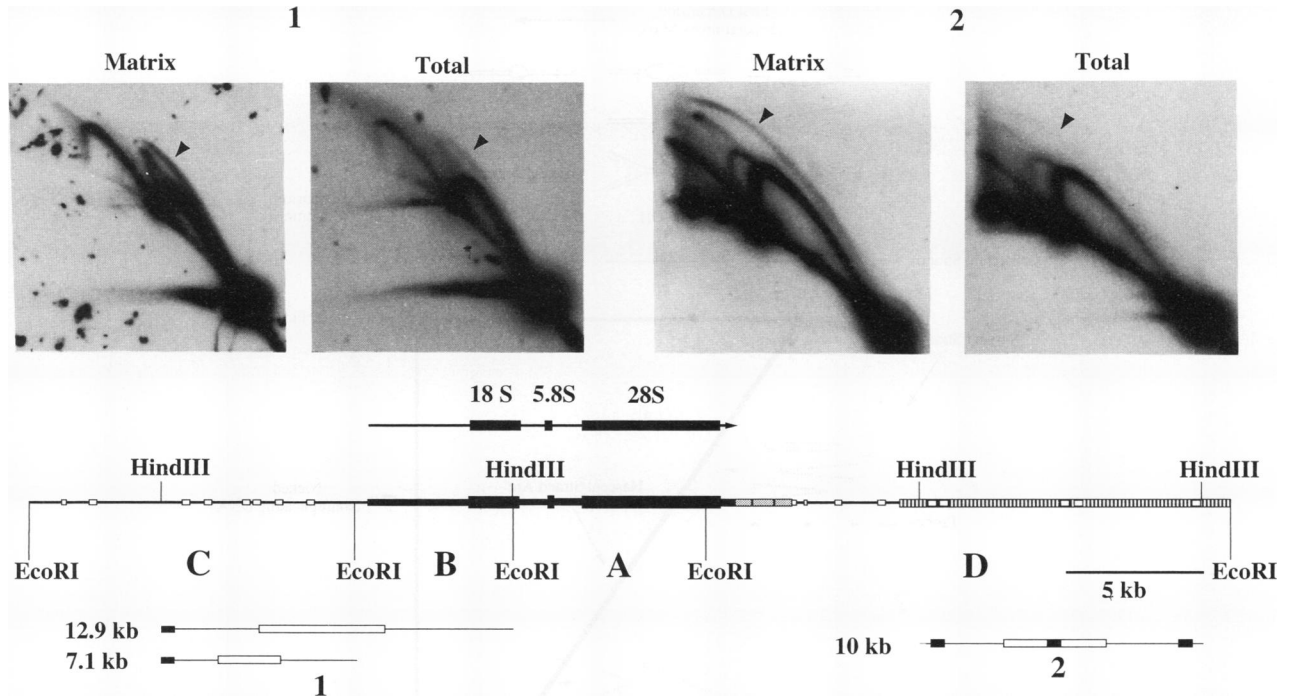 1
2
Matrix
Total
Matrix
Total
18 S 5.8S 28S
HindIII HindIII HindIII HindIII
EcoRI C EcoRI B EcoRI A EcoRI D EcoRI
5 kb
12.9 kb
7.1 kb
1
10 kb
2